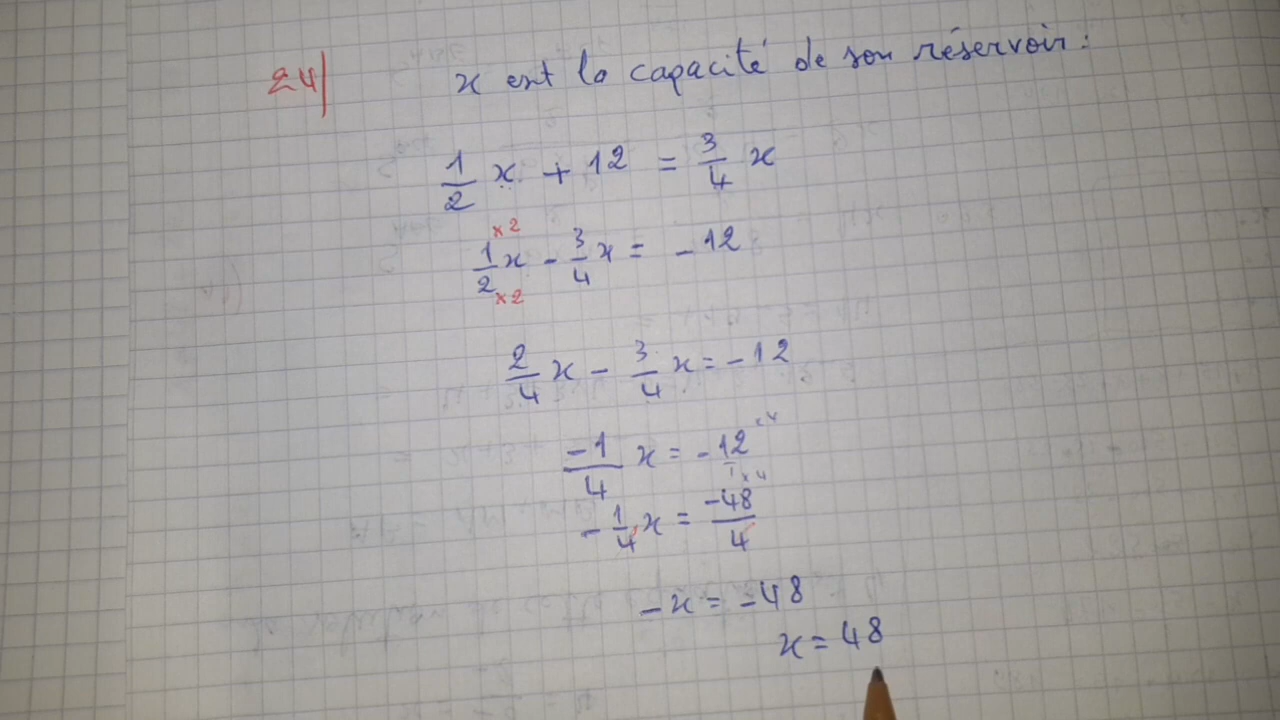 24) x est la capacité de son réservoir :
1/2 x + 12 = 3/4 x
×2
1/2 x - 3/4 x = -12
×2
2/4 x - 3/4 x = -12
-1/4 x = -12/1 ×4 ×4
-1/4 x = -48/4
-x = -48
x = 48